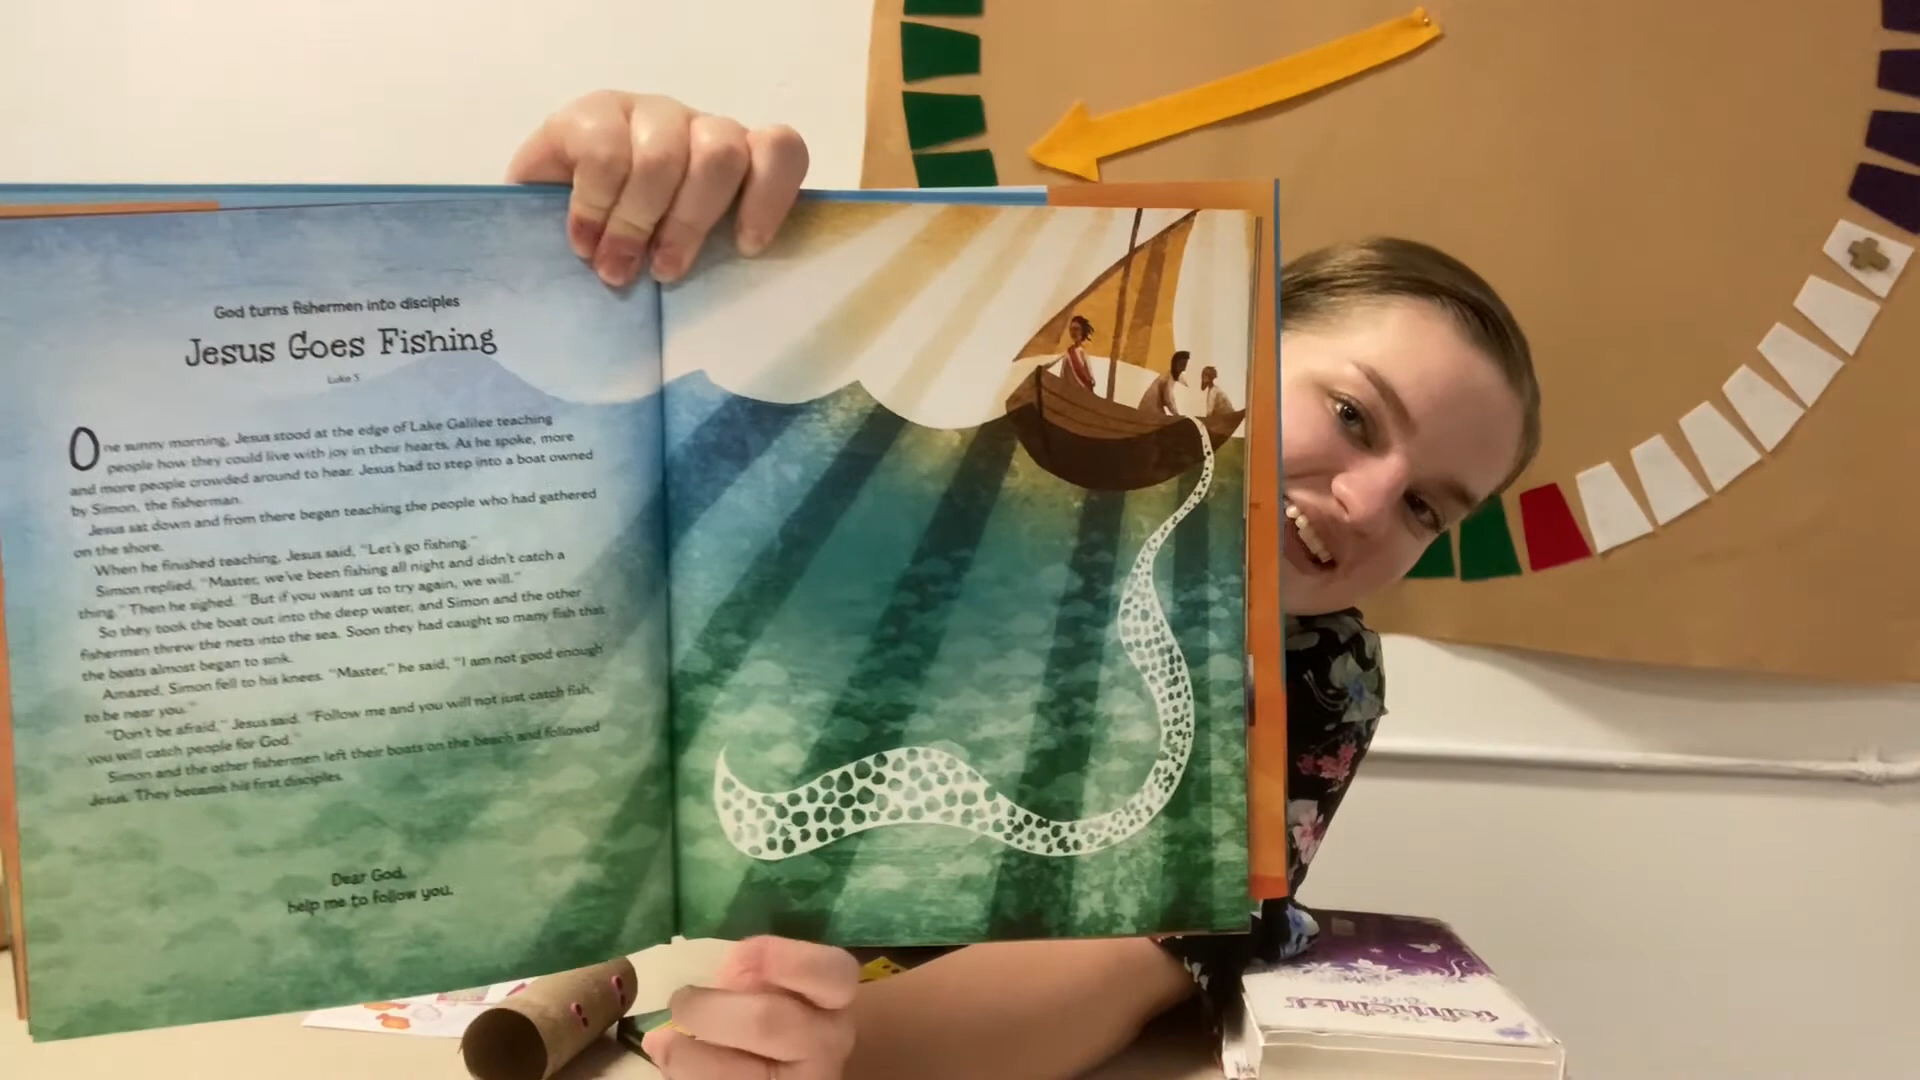 God turns fishermen into disciples
Jesus Goes Fishing
Luke 5
One sunny morning, Jesus stood at the edge of Lake Galilee teaching
people how they could live with joy in their hearts. As he spoke, more
and more people crowded around to hear. Jesus had to step into a boat owned
by Simon, the fisherman.
Jesus sat down and from there began teaching the people who had gathered
on the shore.
When he finished teaching, Jesus said, "Let's go fishing."
Simon replied, "Master, we've been fishing all night and didn't catch a
thing." Then he sighed. "But if you want us to try again, we will."
So they took the boat out into the deep water, and Simon and the other
fishermen threw the nets into the sea. Soon they had caught so many fish that
the boats almost began to sink.
Amazed, Simon fell to his knees. "Master," he said, "I am not good enough
to be near you."
"Don't be afraid," Jesus said. "Follow me and you will not just catch fish,
you will catch people for God."
Simon and the other fishermen left their boats on the beach and followed
Jesus. They became his first disciples.
Dear God,
help me to follow you.